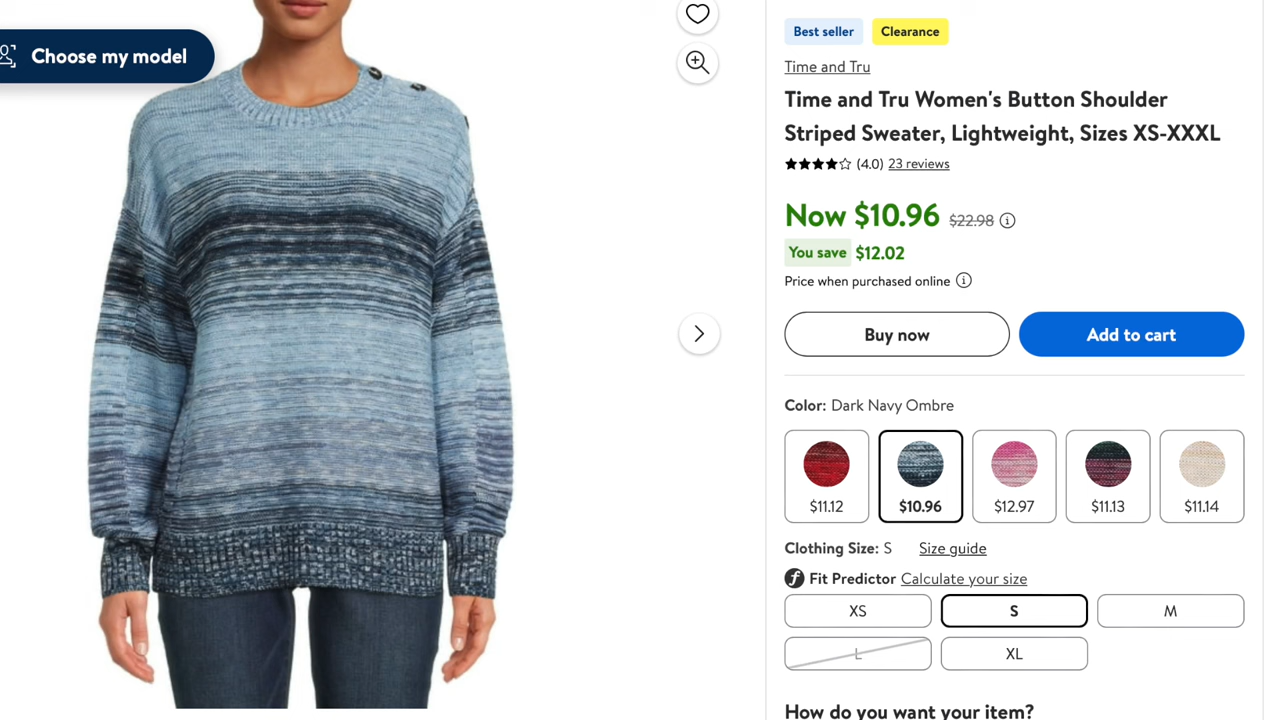 Choose my model
Best seller
Clearance
Time and Tru
Time and Tru Women's Button Shoulder
Striped Sweater, Lightweight, Sizes XS-XXXL
(4.0) 23 reviews
Now $10.96 $22.98
You save $12.02
Price when purchased online
Buy now
Add to cart
Color: Dark Navy Ombre
$11.12
$10.96
$12.97
$11.13
$11.14
Clothing Size: S Size guide
Fit Predictor Calculate your size
XS
S
M
L
XL
How do you want your item?